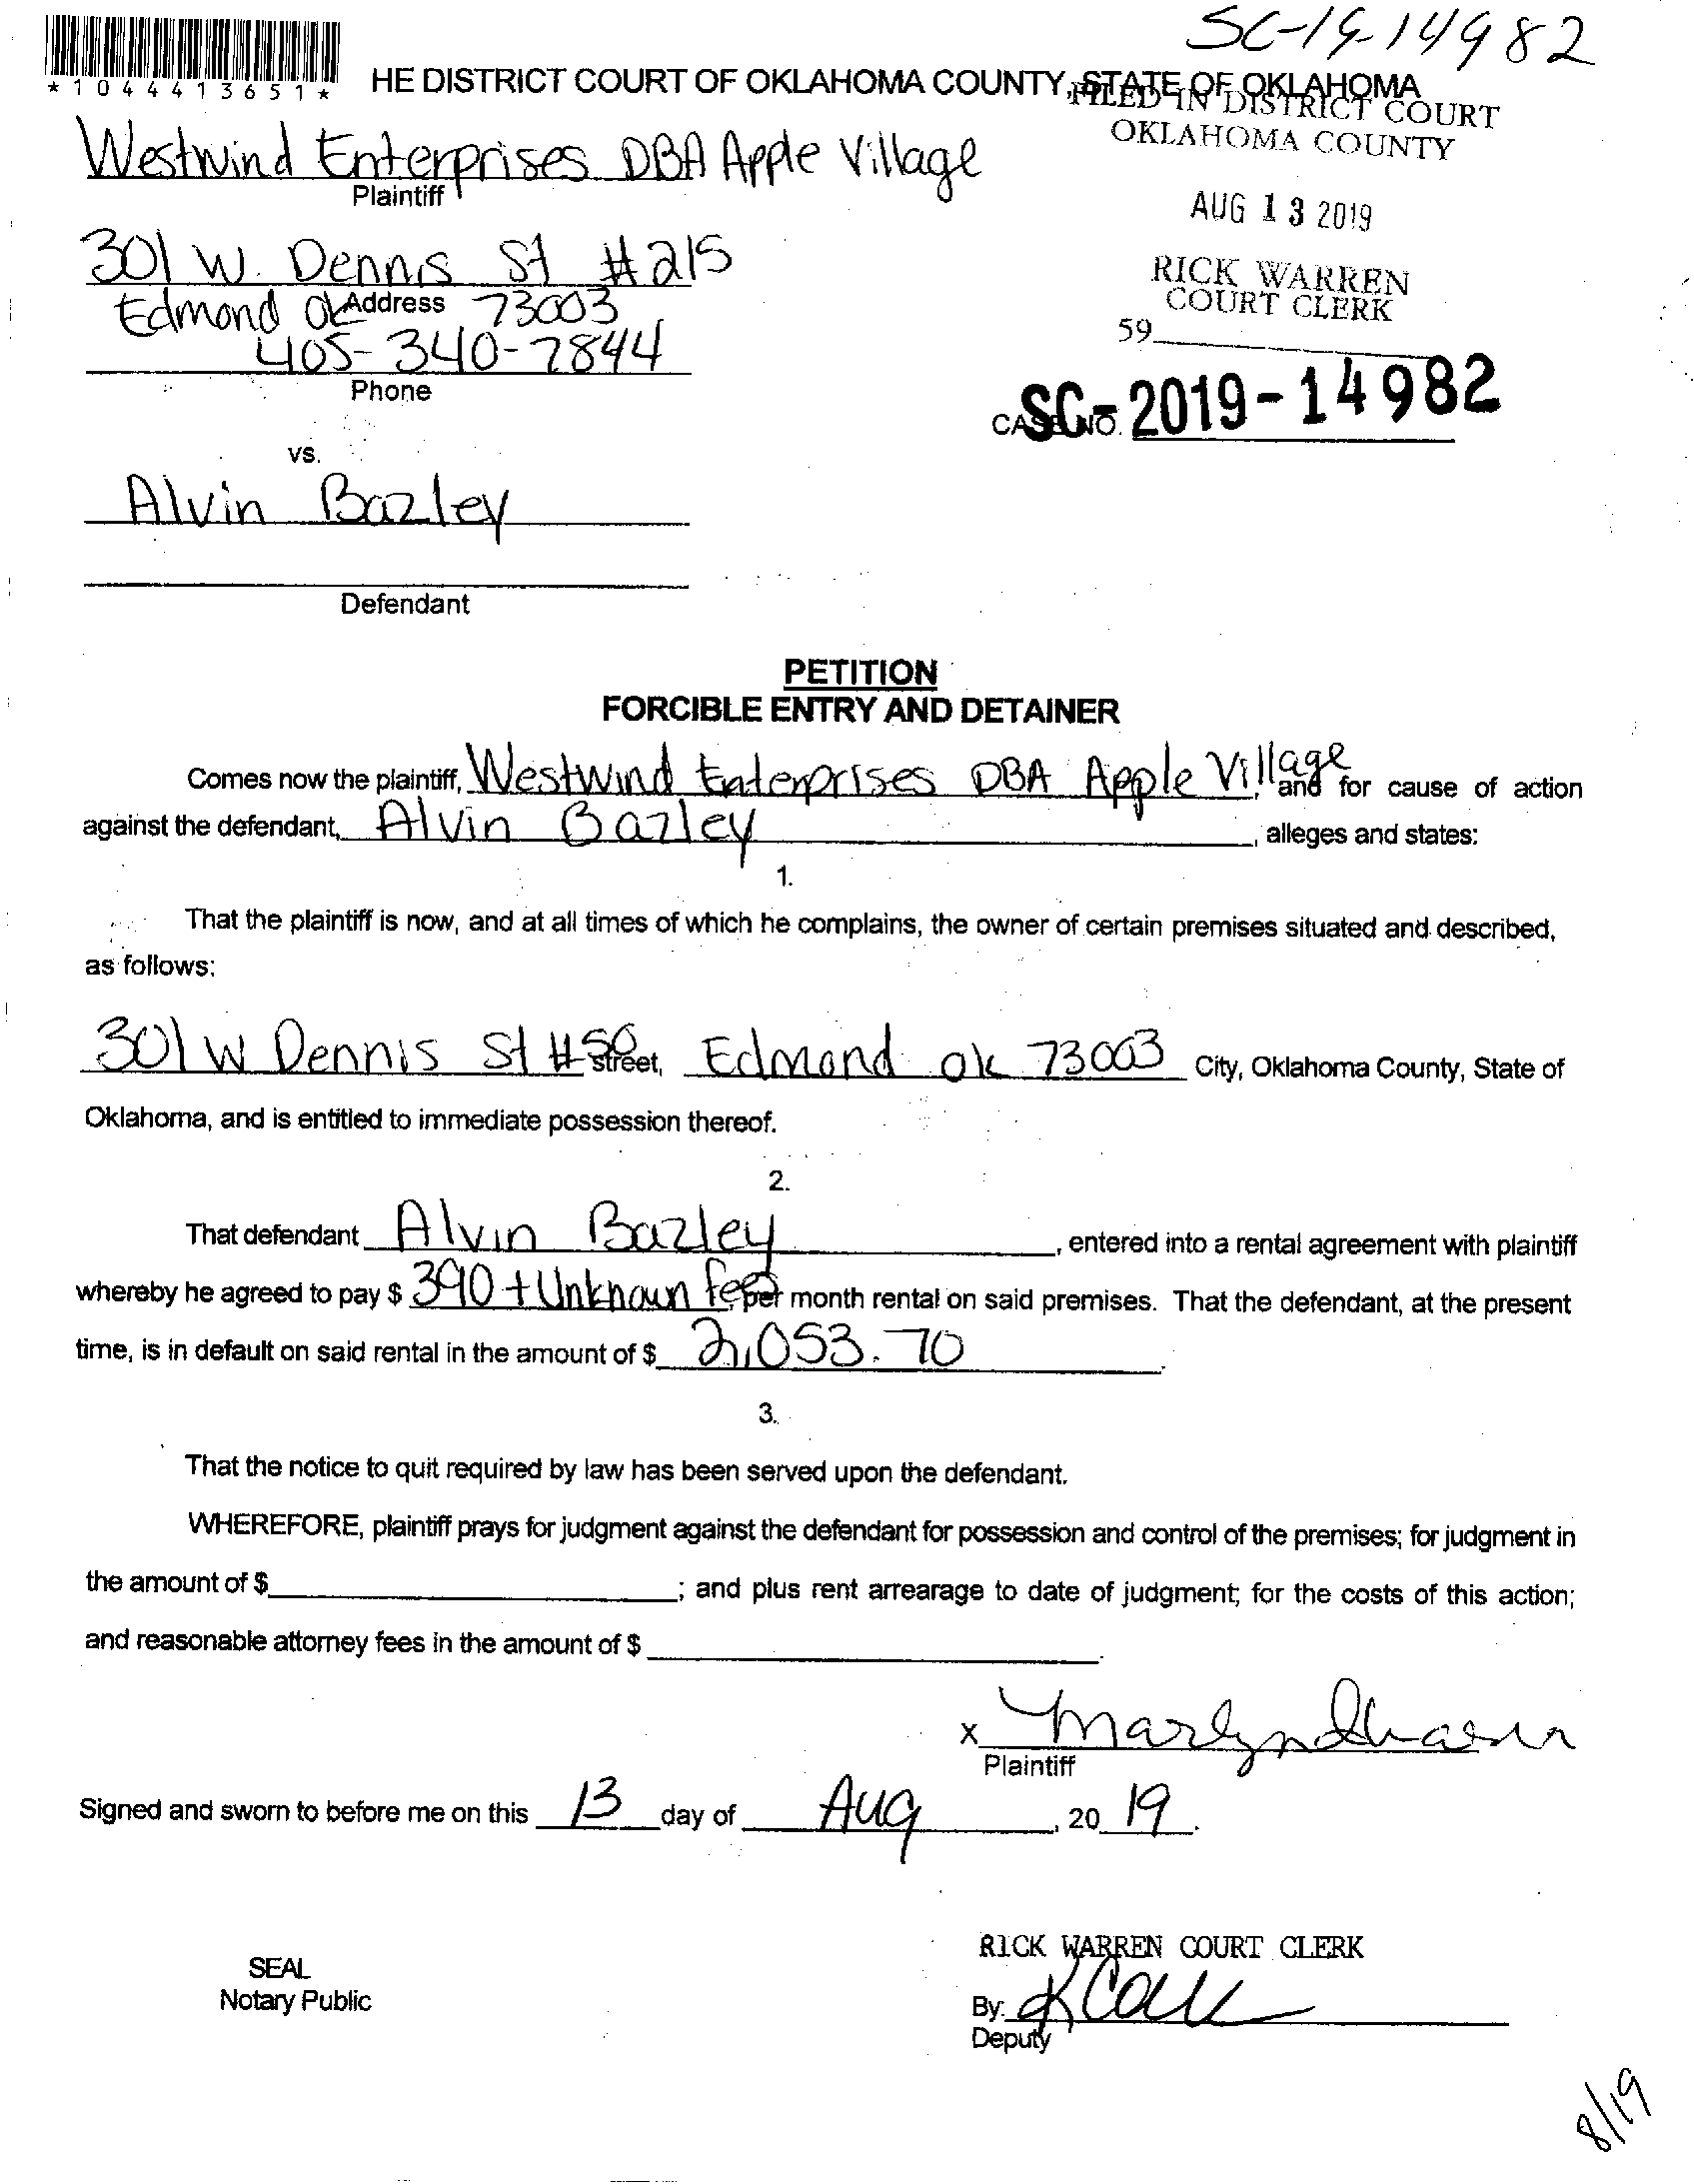 SC-19-14982
*1044413651*
HE DISTRICT COURT OF OKLAHOMA COUNTY, STATE OF OKLAHOMA
FILED IN DISTRICT COURT
OKLAHOMA COUNTY
Westwind Enterprises DBA Apple Village
Plaintiff
AUG 13 2019
301 W. Dennis St #215
RICK WARREN
COURT CLERK
Edmond OK 73003
Address
59
405-340-7844
Phone
CASE NO. SC-2019-14982
vs.
Alvin Bazley
Defendant
PETITION
FORCIBLE ENTRY AND DETAINER
Comes now the plaintiff, Westwind Enterprises DBA Apple Village, and for cause of action
against the defendant, Alvin Bazley, alleges and states:
1.
That the plaintiff is now, and at all times of which he complains, the owner of certain premises situated and described,
as follows:
301 W Dennis St #50 street, Edmond ok 73003 City, Oklahoma County, State of
Oklahoma, and is entitled to immediate possession thereof.
2.
That defendant Alvin Bazley, entered into a rental agreement with plaintiff
whereby he agreed to pay $ 390 + Unknown fees per month rental on said premises. That the defendant, at the present
time, is in default on said rental in the amount of $ 2,053.70.
3.
That the notice to quit required by law has been served upon the defendant.
WHEREFORE, plaintiff prays for judgment against the defendant for possession and control of the premises; for judgment in
the amount of $ ; and plus rent arrearage to date of judgment; for the costs of this action;
and reasonable attorney fees in the amount of $ .
X
Plaintiff
Signed and sworn to before me on this 13 day of Aug, 20 19.
RICK WARREN COURT CLERK
SEAL
Notary Public
By:
Deputy
8/19